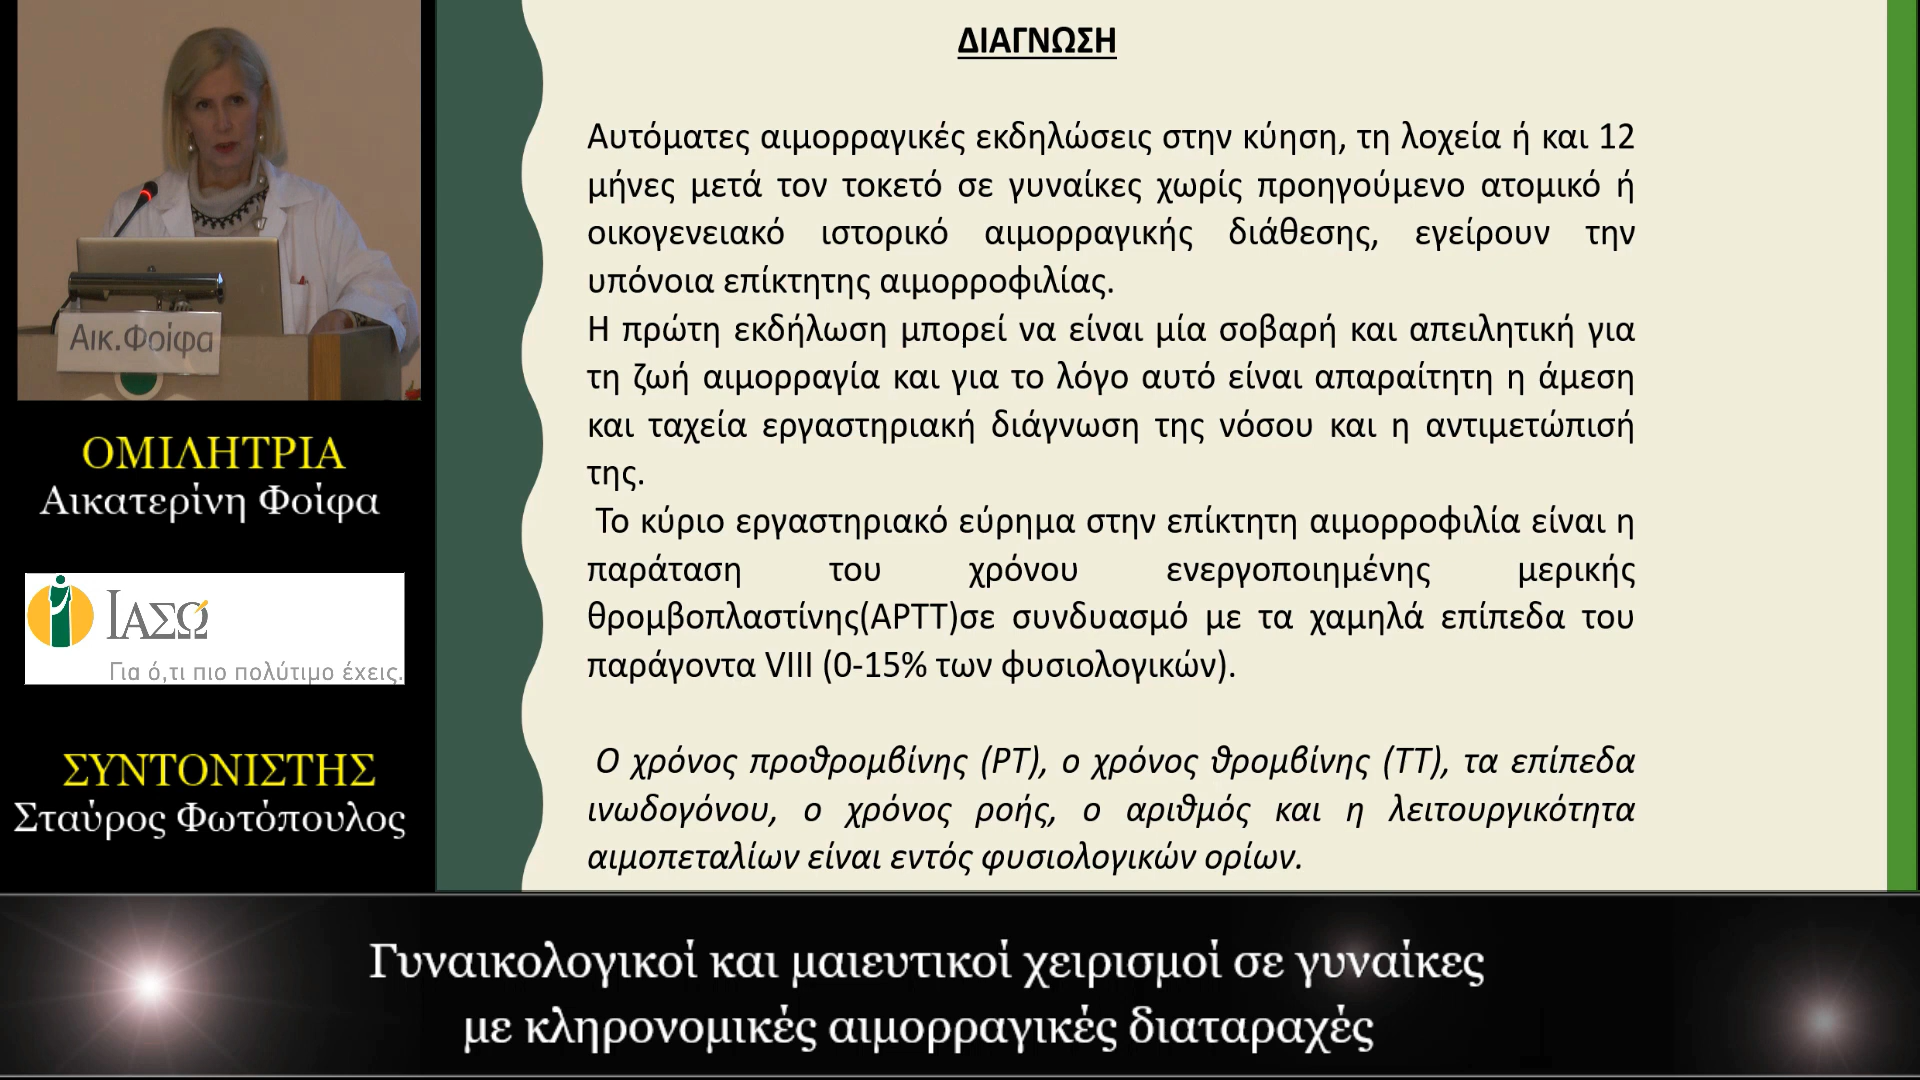 ΔΙΑΓΝΩΣΗ
Αυτόματες αιμορραγικές εκδηλώσεις στην κύηση, τη λοχεία ή και 12
μήνες μετά τον τοκετό σε γυναίκες χωρίς προηγούμενο ατομικό ή
οικογενειακό ιστορικό αιμορραγικής διάθεσης, εγείρουν την
υπόνοια επίκτητης αιμορροφιλίας.
Η πρώτη εκδήλωση μπορεί να είναι μία σοβαρή και απειλητική για
τη ζωή αιμορραγία και για το λόγο αυτό είναι απαραίτητη η άμεση
και ταχεία εργαστηριακή διάγνωση της νόσου και η αντιμετώπισή
της.
Το κύριο εργαστηριακό εύρημα στην επίκτητη αιμορροφιλία είναι η
παράταση του χρόνου ενεργοποιημένης μερικής
θρομβοπλαστίνης(APTT)σε συνδυασμό με τα χαμηλά επίπεδα του
παράγοντα VIII (0-15% των φυσιολογικών).
Ο χρόνος προθρομβίνης (PT), ο χρόνος θρομβίνης (TT), τα επίπεδα
ινωδογόνου, ο χρόνος ροής, ο αριθμός και η λειτουργικότητα
αιμοπεταλίων είναι εντός φυσιολογικών ορίων.
Αικ.Φοίφα
ΟΜΙΛΗΤΡΙΑ
Αικατερίνη Φοίφα
ΙΑΣΩ
Για ό,τι πιο πολύτιμο έχεις.
ΣΥΝΤΟΝΙΣΤΗΣ
Σταύρος Φωτόπουλος
Γυναικολογικοί και μαιευτικοί χειρισμοί σε γυναίκες
με κληρονομικές αιμορραγικές διαταραχές